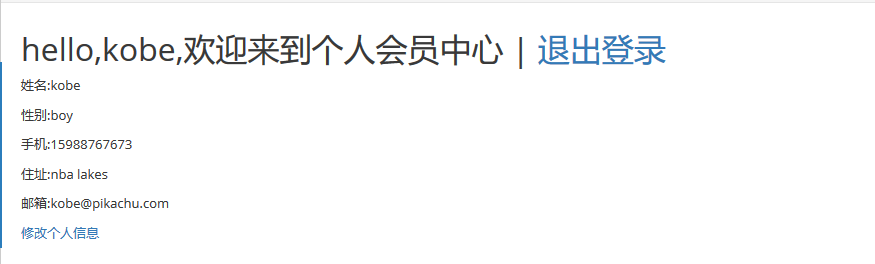 hello,kobe,欢迎来到个人会员中心 | 退出登录
姓名:kobe
性别:boy
手机:15988767673
住址:nba lakes
邮箱:kobe@pikachu.com
修改个人信息